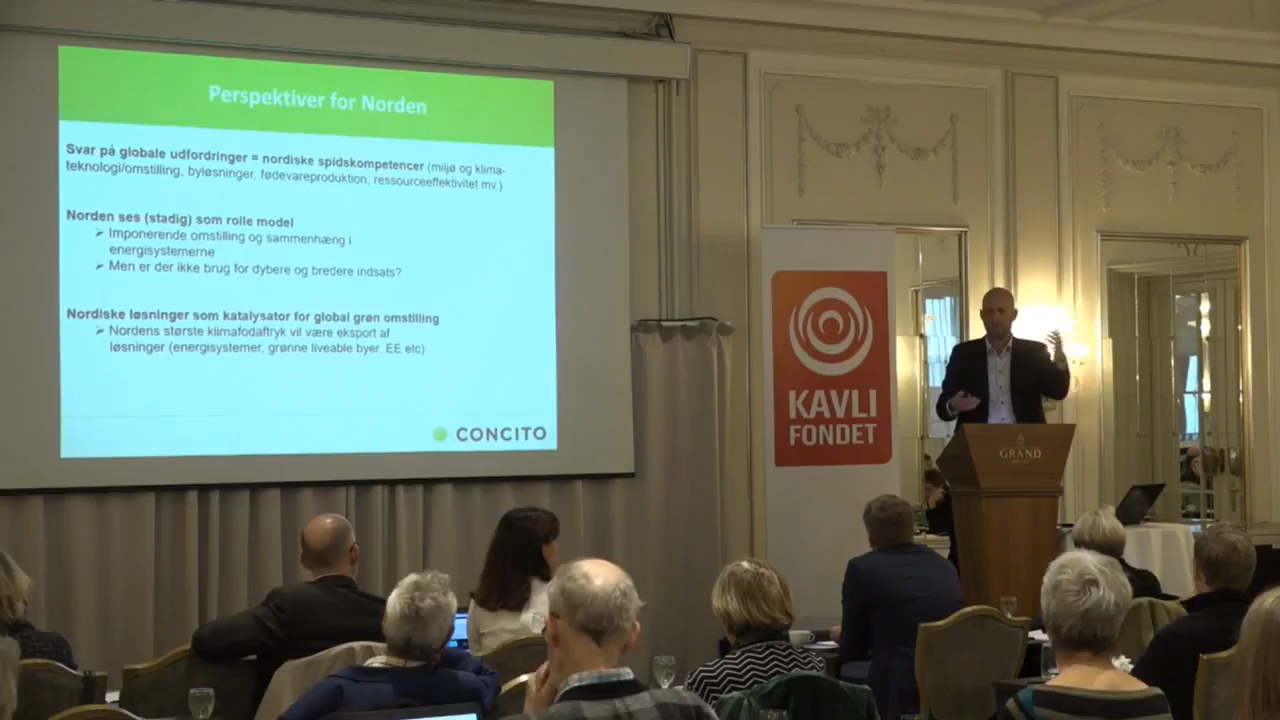 Perspektiver for Norden
Svar på globale udfordringer = nordiske spidskompetencer (miljø og klima-
teknologi/omstilling, byløsninger, fødevareproduktion, ressourceeffektivitet mv.)
Norden ses (stadig) som rolle model
Imponerende omstilling og sammenhæng i
energisystemerne
Men er der ikke brug for dybere og bredere indsats?
Nordiske løsninger som katalysator for global grøn omstilling
Nordens største klimafodaftryk vil være eksport af
løsninger (energisystemer, grønne liveable byer, EE etc)
CONCITO
KAVLI
FONDET
GRAND